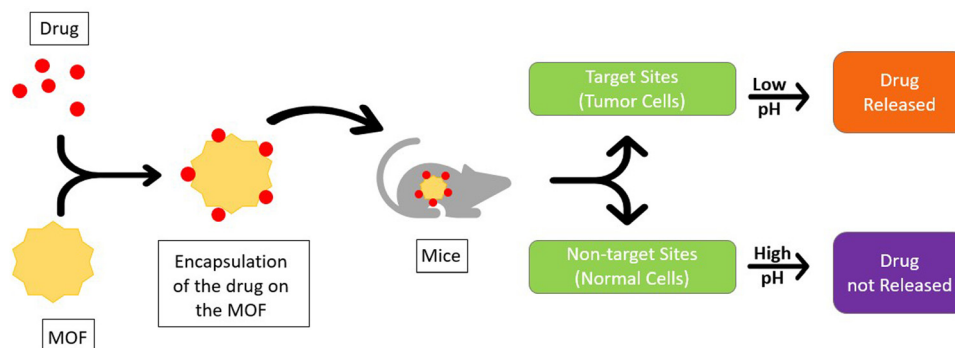 Drug
MOF
Encapsulation
of the drug on
the MOF
Mice
Target Sites
(Tumor Cells)
Low
pH
Drug
Released
Non-target Sites
(Normal Cells)
High
pH
Drug
not Released